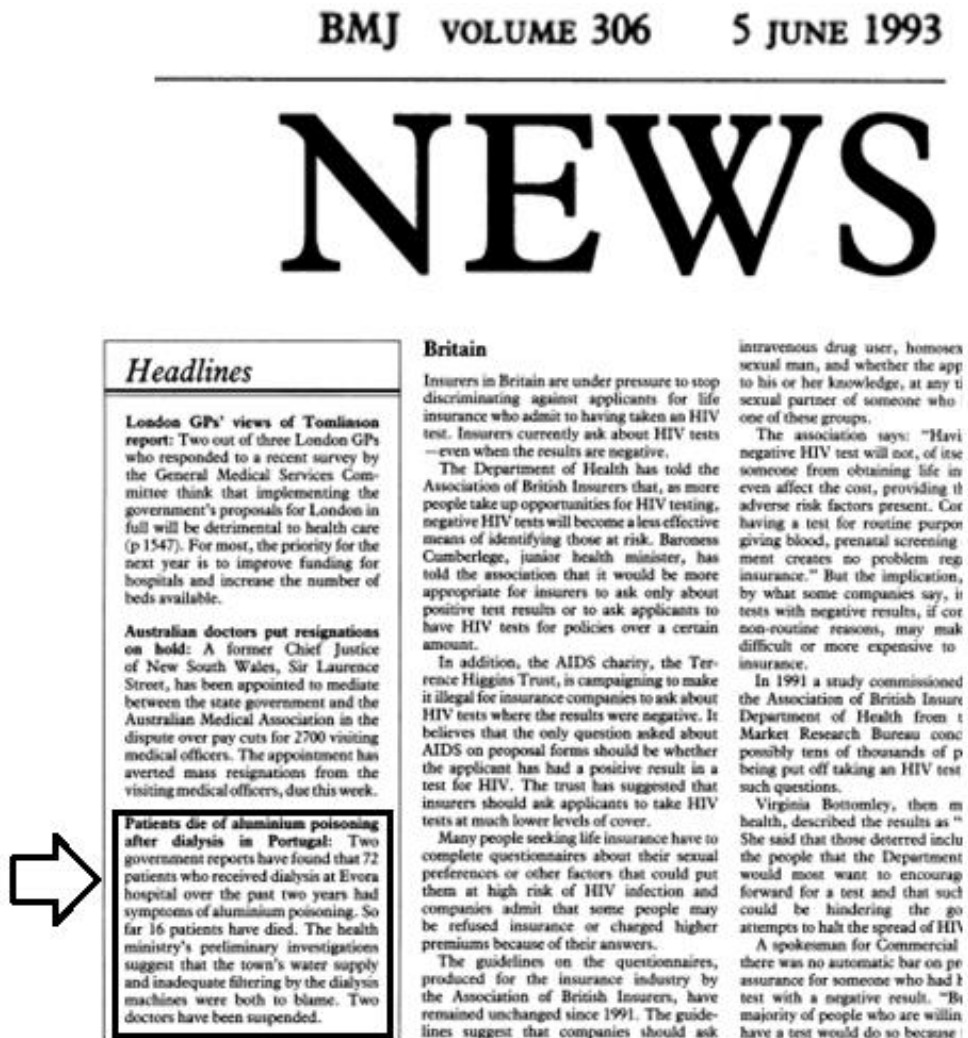 BMJ VOLUME 306 5 JUNE 1993
NEWS
Headlines
London GPs' views of Tomlinson
report: Two out of three London GPs
who responded to a recent survey by
the General Medical Services Com-
mittee think that implementing the
government's proposals for London in
full will be detrimental to health care
(p 1547). For most, the priority for the
next year is to improve funding for
hospitals and increase the number of
beds available.
Australian doctors put resignations
on hold: A former Chief Justice
of New South Wales, Sir Laurence
Street, has been appointed to mediate
between the state government and the
Australian Medical Association in the
dispute over pay cuts for 2700 visiting
medical officers. The appointment has
averted mass resignations from the
visiting medical officers, due this week.
Patients die of aluminium poisoning
after dialysis in Portugal: Two
government reports have found that 72
patients who received dialysis at Evora
hospital over the past two years had
symptoms of aluminium poisoning. So
far 16 patients have died. The health
ministry's preliminary investigations
suggest that the town's water supply
and inadequate filtering by the dialysis
machines were both to blame. Two
doctors have been suspended.
Britain
Insurers in Britain are under pressure to stop
discriminating against applicants for life
insurance who admit to having taken an HIV
test. Insurers currently ask about HIV tests
—even when the results are negative.
The Department of Health has told the
Association of British Insurers that, as more
people take up opportunities for HIV testing,
negative HIV tests will become a less effective
means of identifying those at risk. Baroness
Cumberlege, junior health minister, has
told the association that it would be more
appropriate for insurers to ask only about
positive test results or to ask applicants to
have HIV tests for policies over a certain
amount.
In addition, the AIDS charity, the Ter-
rence Higgins Trust, is campaigning to make
it illegal for insurance companies to ask about
HIV tests where the results were negative. It
believes that the only question asked about
AIDS on proposal forms should be whether
the applicant has had a positive result in a
test for HIV. The trust has suggested that
insurers should ask applicants to take HIV
tests at much lower levels of cover.
Many people seeking life insurance have to
complete questionnaires about their sexual
preferences or other factors that could put
them at high risk of HIV infection and
companies admit that some people may
be refused insurance or charged higher
premiums because of their answers.
The guidelines on the questionnaires,
produced for the insurance industry by
the Association of British Insurers, have
remained unchanged since 1991. The guide-
lines suggest that companies should ask
intravenous drug user, homosex
sexual man, and whether the app
to his or her knowledge, at any ti
sexual partner of someone who
one of these groups.
The association says: "Havi
negative HIV test will not, of itse
someone from obtaining life in
even affect the cost, providing th
adverse risk factors present. Cor
having a test for routine purpos
giving blood, prenatal screening
ment creates no problem rega
insurance." But the implication,
by what some companies say, is
tests with negative results, if cor
non-routine reasons, may mak
difficult or more expensive to
insurance.
In 1991 a study commissioned
the Association of British Insure
Department of Health from t
Market Research Bureau conc
possibly tens of thousands of p
being put off taking an HIV test
such questions.
Virginia Bottomley, then m
health, described the results as "
She said that those deterred inclu
the people that the Department
would most want to encourag
forward for a test and that such
could be hindering the go
attempts to halt the spread of HIV
A spokesman for Commercial
there was no automatic bar on pe
assurance for someone who had h
test with a negative result. "Bu
majority of people who are willin
have a test would do so because